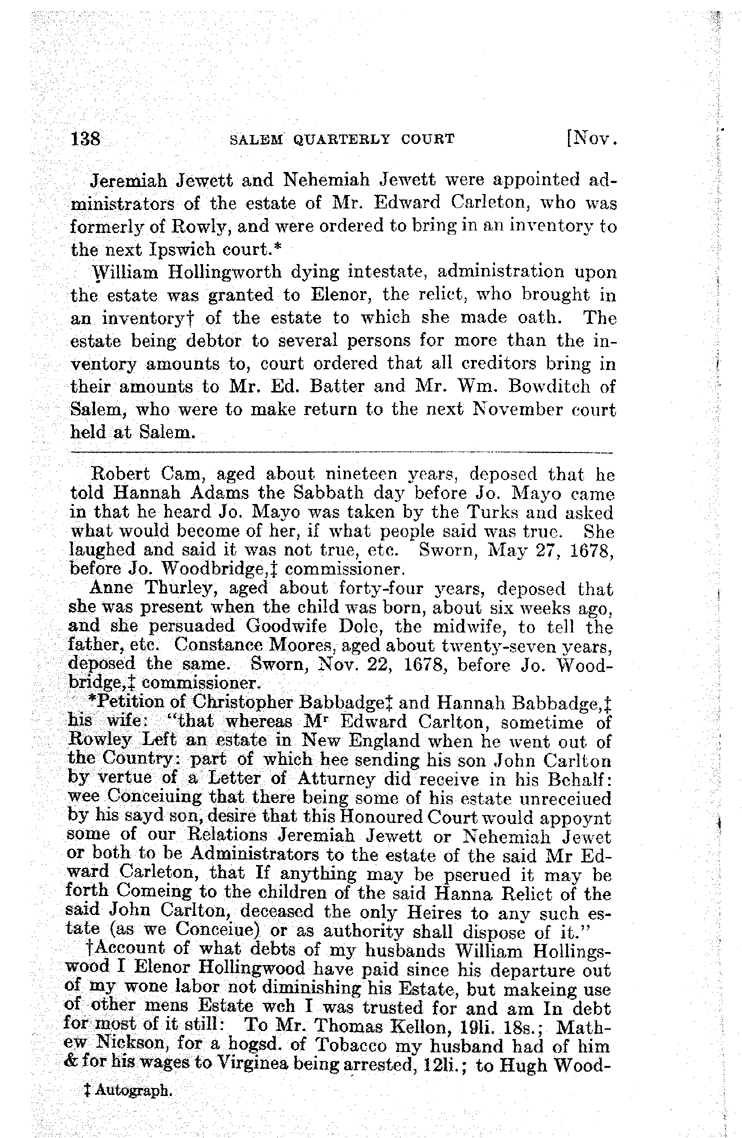 138 SALEM QUARTERLY COURT [Nov.
Jeremiah Jewett and Nehemiah Jewett were appointed ad-
ministrators of the estate of Mr. Edward Carleton, who was
formerly of Rowly, and were ordered to bring in an inventory to
the next Ipswich court.*
William Hollingworth dying intestate, administration upon
the estate was granted to Elenor, the relict, who brought in
an inventory† of the estate to which she made oath. The
estate being debtor to several persons for more than the in-
ventory amounts to, court ordered that all creditors bring in
their amounts to Mr. Ed. Batter and Mr. Wm. Bowditch of
Salem, who were to make return to the next November court
held at Salem.
Robert Cam, aged about nineteen years, deposed that he
told Hannah Adams the Sabbath day before Jo. Mayo came
in that he heard Jo. Mayo was taken by the Turks and asked
what would become of her, if what people said was true. She
laughed and said it was not true, etc. Sworn, May 27, 1678,
before Jo. Woodbridge,‡ commissioner.
Anne Thurley, aged about forty-four years, deposed that
she was present when the child was born, about six weeks ago,
and she persuaded Goodwife Dole, the midwife, to tell the
father, etc. Constance Moores, aged about twenty-seven years,
deposed the same. Sworn, Nov. 22, 1678, before Jo. Wood-
bridge,‡ commissioner.
*Petition of Christopher Babbadge‡ and Hannah Babbadge,‡
his wife: "that whereas Mr Edward Carlton, sometime of
Rowley Left an estate in New England when he went out of
the Country: part of which hee sending his son John Carlton
by vertue of a Letter of Atturney did receive in his Behalf:
wee Conceiuing that there being some of his estate unreceiued
by his sayd son, desire that this Honoured Court would appoynt
some of our Relations Jeremiah Jewett or Nehemiah Jewet
or both to be Administrators to the estate of the said Mr Ed-
ward Carleton, that If anything may be pserued it may be
forth Comeing to the children of the said Hanna Relict of the
said John Carlton, deceased the only Heires to any such es-
tate (as we Conceiue) or as authority shall dispose of it."
†Account of what debts of my husbands William Hollings-
wood I Elenor Hollingwood have paid since his departure out
of my wone labor not diminishing his Estate, but makeing use
of other mens Estate wch I was trusted for and am In debt
for most of it still: To Mr. Thomas Kellon, 19li. 18s.; Math-
ew Nickson, for a hogsd. of Tobacco my husband had of him
& for his wages to Virginea being arrested, 12li.; to Hugh Wood-
‡ Autograph.